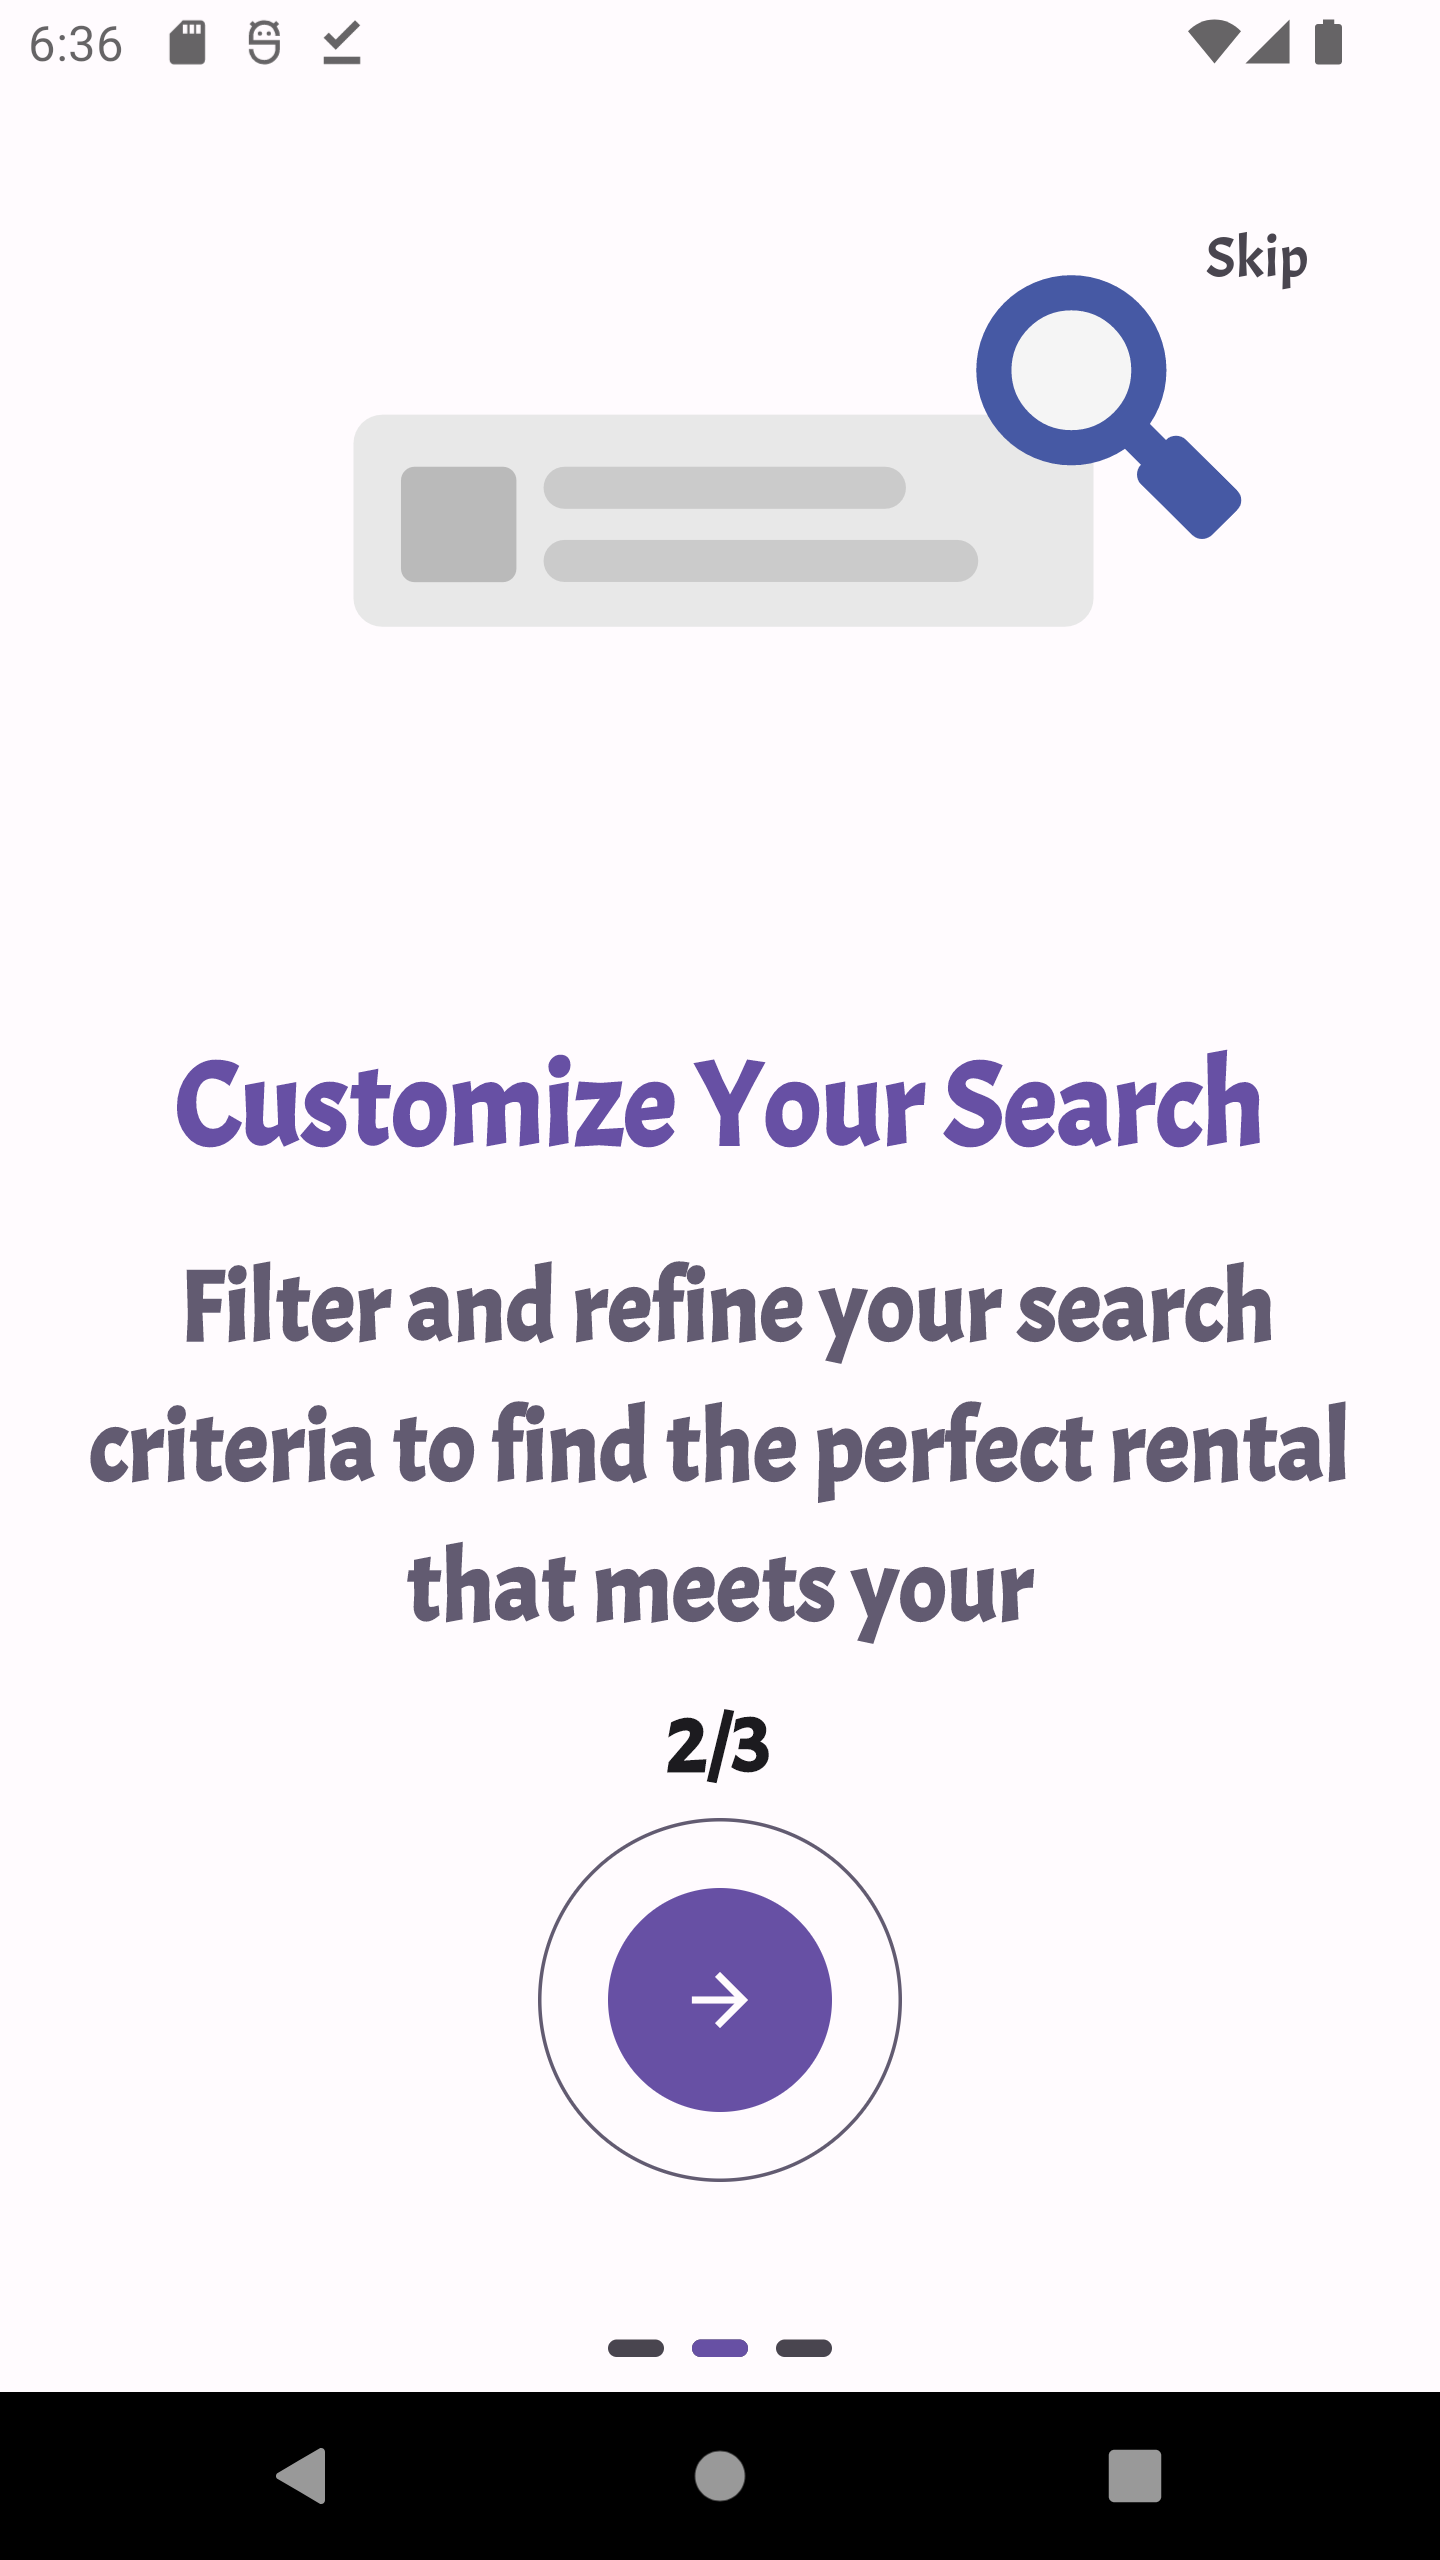 6:36
Skip
Customize Your Search
Filter and refine your search
criteria to find the perfect rental
that meets your
2/3